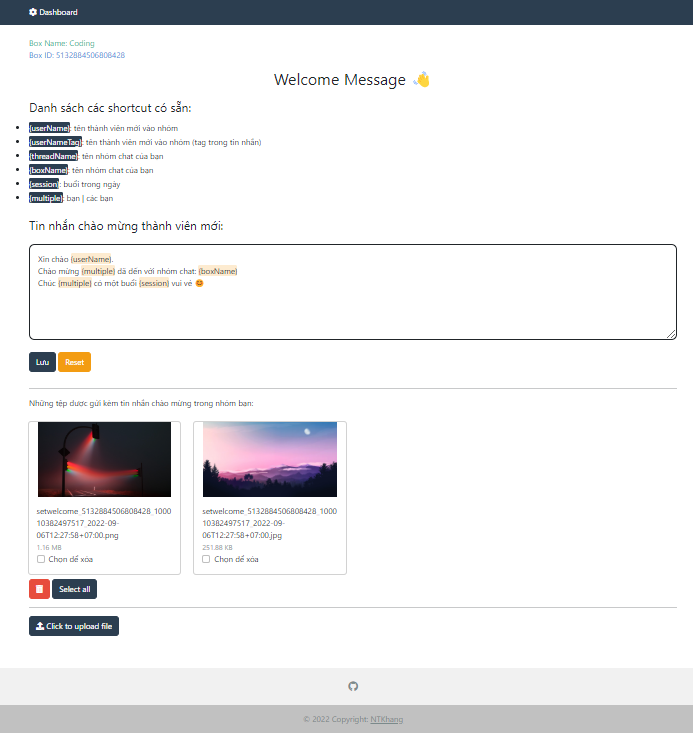 Dashboard
Box Name: Coding
Box ID: 5132884506808428
Welcome Message 👋
Danh sách các shortcut có sẵn:
{userName}: tên thành viên mới vào nhóm
{userNameTag}: tên thành viên mới vào nhóm (tag trong tin nhắn)
{threadName}: tên nhóm chat của bạn
{boxName}: tên nhóm chat của bạn
{session}: buổi trong ngày
{multiple}: bạn | các bạn
Tin nhắn chào mừng thành viên mới:
Xin chào {userName}.
Chào mừng {multiple} đã đến với nhóm chat: {boxName}
Chúc {multiple} có một buổi {session} vui vẻ 😊
Lưu
Reset
Những tệp được gửi kèm tin nhắn chào mừng trong nhóm bạn:
setwelcome_5132884506808428_1000
10382497517_2022-09-
06T12:27:58+07:00.png
1.16 MB
Chọn để xóa
setwelcome_5132884506808428_1000
10382497517_2022-09-
06T12:27:58+07:00.jpg
251.88 KB
Chọn để xóa
Select all
Click to upload file
© 2022 Copyright: NTKhang